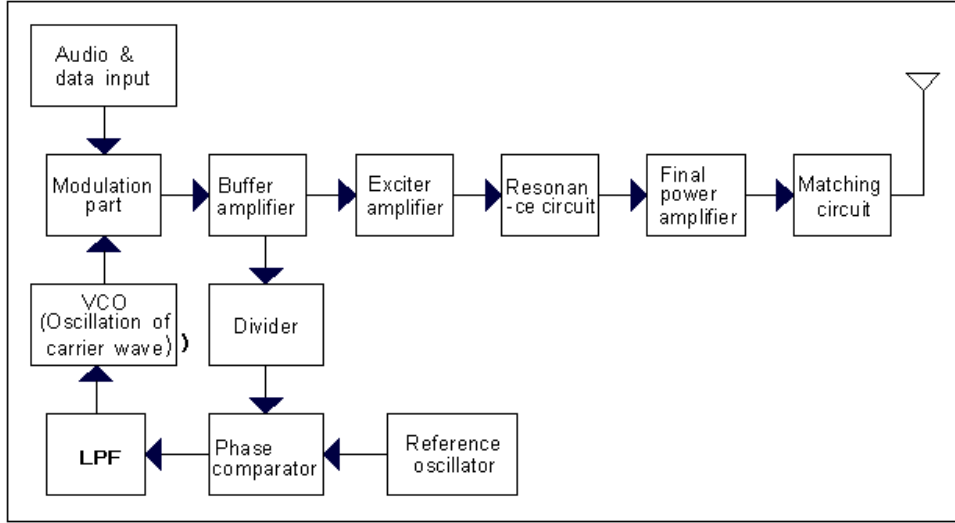 Audio &
data input
Modulation
part
Buffer
amplifier
Exciter
amplifier
Resonan
-ce circuit
Final
power
amplifier
Matching
circuit
VCO
(Oscillation of
carrier wave) )
Divider
LPF
Phase
comparator
Reference
oscillator